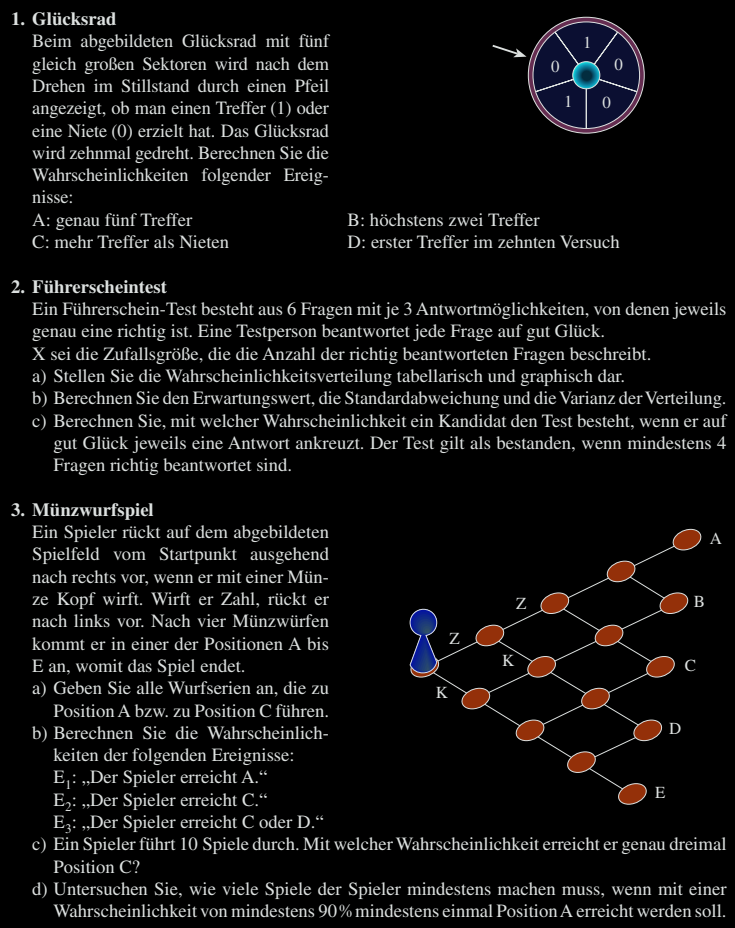 1. Glücksrad
Beim abgebildeten Glücksrad mit fünf
gleich großen Sektoren wird nach dem
Drehen im Stillstand durch einen Pfeil
angezeigt, ob man einen Treffer (1) oder
eine Niete (0) erzielt hat. Das Glücksrad
wird zehnmal gedreht. Berechnen Sie die
Wahrscheinlichkeiten folgender Ereig-
nisse:
1
0
0
1
0
A: genau fünf Treffer B: höchstens zwei Treffer
C: mehr Treffer als Nieten D: erster Treffer im zehnten Versuch
2. Führerscheintest
Ein Führerschein-Test besteht aus 6 Fragen mit je 3 Antwortmöglichkeiten, von denen jeweils
genau eine richtig ist. Eine Testperson beantwortet jede Frage auf gut Glück.
X sei die Zufallsgröße, die die Anzahl der richtig beantworteten Fragen beschreibt.
a) Stellen Sie die Wahrscheinlichkeitsverteilung tabellarisch und graphisch dar.
b) Berechnen Sie den Erwartungswert, die Standardabweichung und die Varianz der Verteilung.
c) Berechnen Sie, mit welcher Wahrscheinlichkeit ein Kandidat den Test besteht, wenn er auf
gut Glück jeweils eine Antwort ankreuzt. Der Test gilt als bestanden, wenn mindestens 4
Fragen richtig beantwortet sind.
3. Münzwurfspiel
Ein Spieler rückt auf dem abgebildeten
Spielfeld vom Startpunkt ausgehend
nach rechts vor, wenn er mit einer Mün-
ze Kopf wirft. Wirft er Zahl, rückt er
nach links vor. Nach vier Münzwürfen
kommt er in einer der Positionen A bis
E an, womit das Spiel endet.
a) Geben Sie alle Wurfserien an, die zu
Position A bzw. zu Position C führen.
b) Berechnen Sie die Wahrscheinlich-
keiten der folgenden Ereignisse:
E₁: „Der Spieler erreicht A.“
E₂: „Der Spieler erreicht C.“
E₃: „Der Spieler erreicht C oder D.“
A
Z
B
Z
K
C
K
D
E
c) Ein Spieler führt 10 Spiele durch. Mit welcher Wahrscheinlichkeit erreicht er genau dreimal
Position C?
d) Untersuchen Sie, wie viele Spiele der Spieler mindestens machen muss, wenn mit einer
Wahrscheinlichkeit von mindestens 90% mindestens einmal Position A erreicht werden soll.